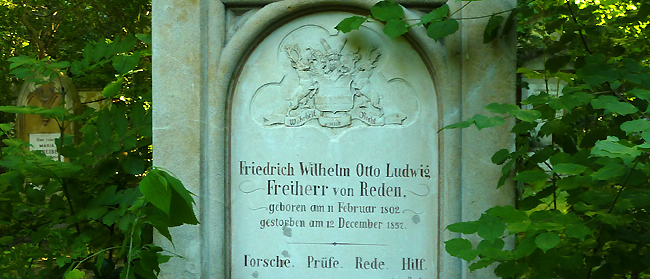 Friedrich Wilhelm Otto Ludwig
Freiherr von Reden.
geboren am 11 Februar 1802
gestorben am 12 December 1857.
Forsche. Prüfe. Rede. Hilf.
MARIA